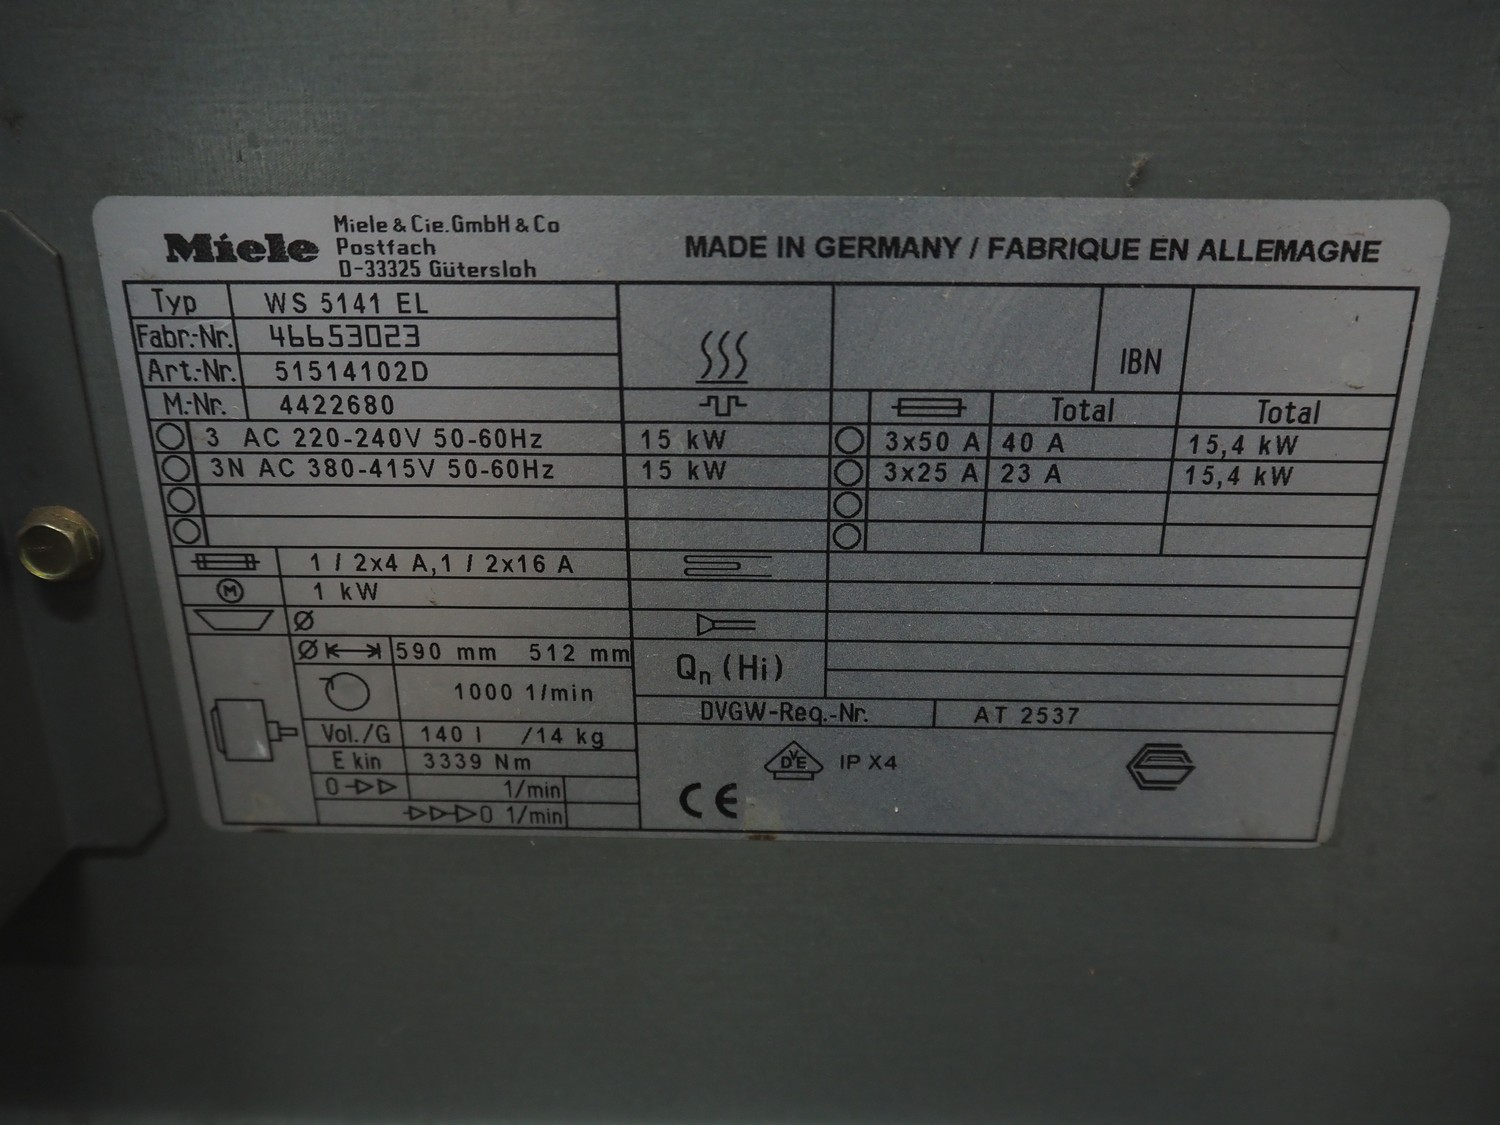 Miele
Miele & Cie.GmbH & Co
Postfach
D-33325 Gütersloh
MADE IN GERMANY / FABRIQUE EN ALLEMAGNE
Typ WS 5141 EL
Fabr.-Nr. 46653023
Art.-Nr. 51514102D
IBN
M.-Nr. 4422680
Total Total
3 AC 220-240V 50-60Hz 15 kW 3x50 A 40 A 15,4 kW
3N AC 380-415V 50-60Hz 15 kW 3x25 A 23 A 15,4 kW
1 / 2x4 A,1 / 2x16 A
M 1 kW
Ø
Ø 590 mm 512 mm
Qn (Hi)
1000 1/min
DVGW-Reg.-Nr. AT 2537
Vol./G 140 l /14 kg
E kin 3339 Nm
DVE IP X4
0 1/min
CE
0 1/min